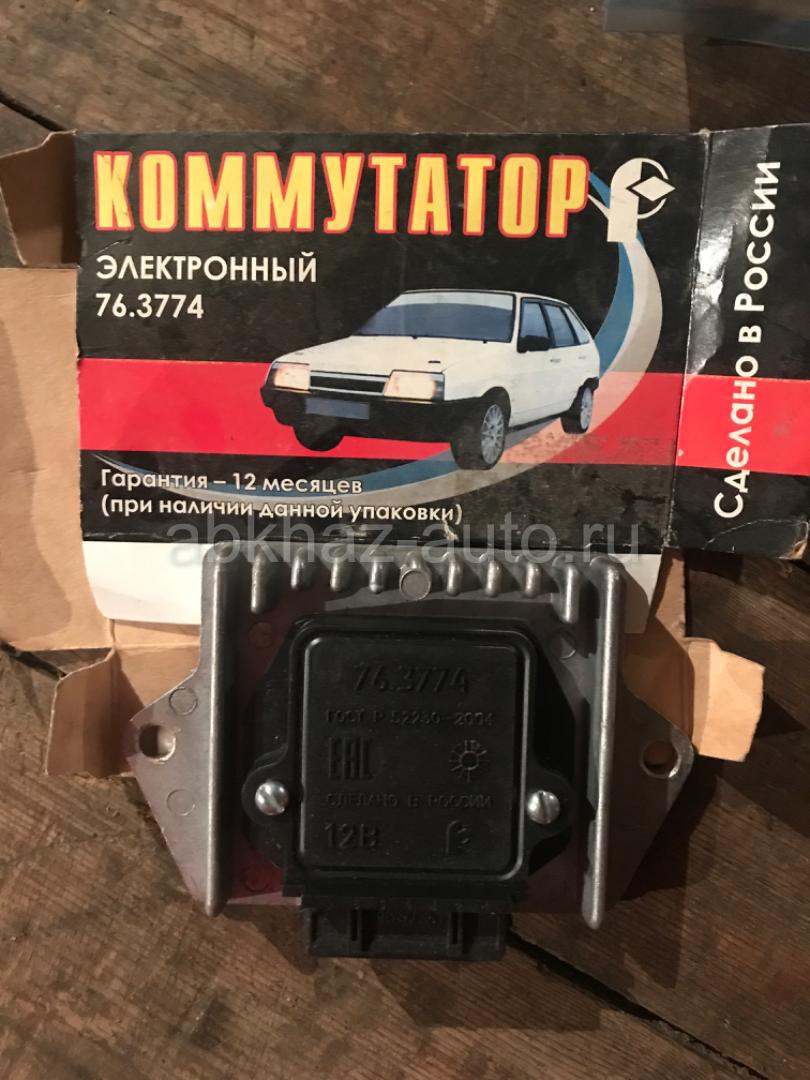 КОММУТАТОР
ЭЛЕКТРОННЫЙ
76.3774
Гарантия – 12 месяцев
(при наличии данной упаковки)
Сделано в России
abkhaz-auto.ru
76.3774
ГОСТ Р 52230-2004
ЕАС
СДЕЛАНО В РОССИИ
12В